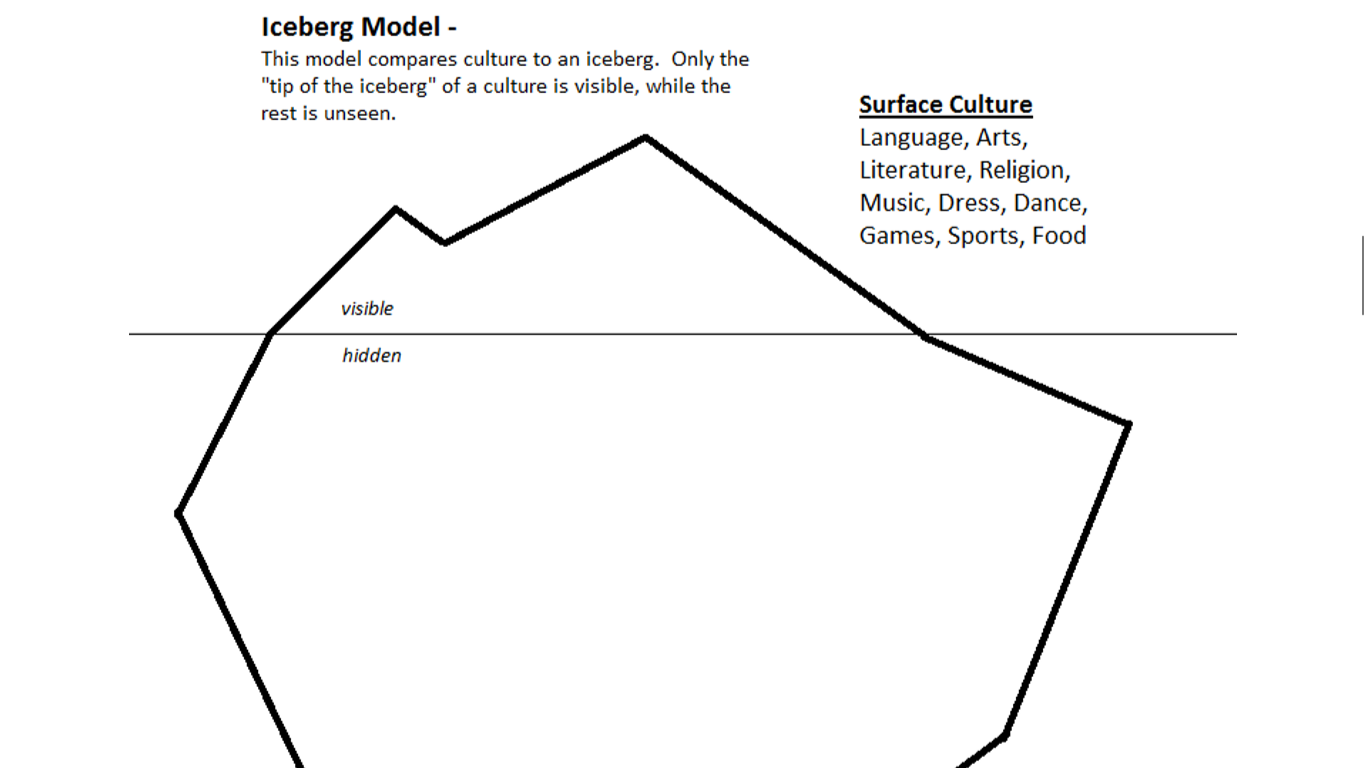 Iceberg Model -
This model compares culture to an iceberg.  Only the
"tip of the iceberg" of a culture is visible, while the
rest is unseen.
Surface Culture
Language, Arts,
Literature, Religion,
Music, Dress, Dance,
Games, Sports, Food
visible
hidden